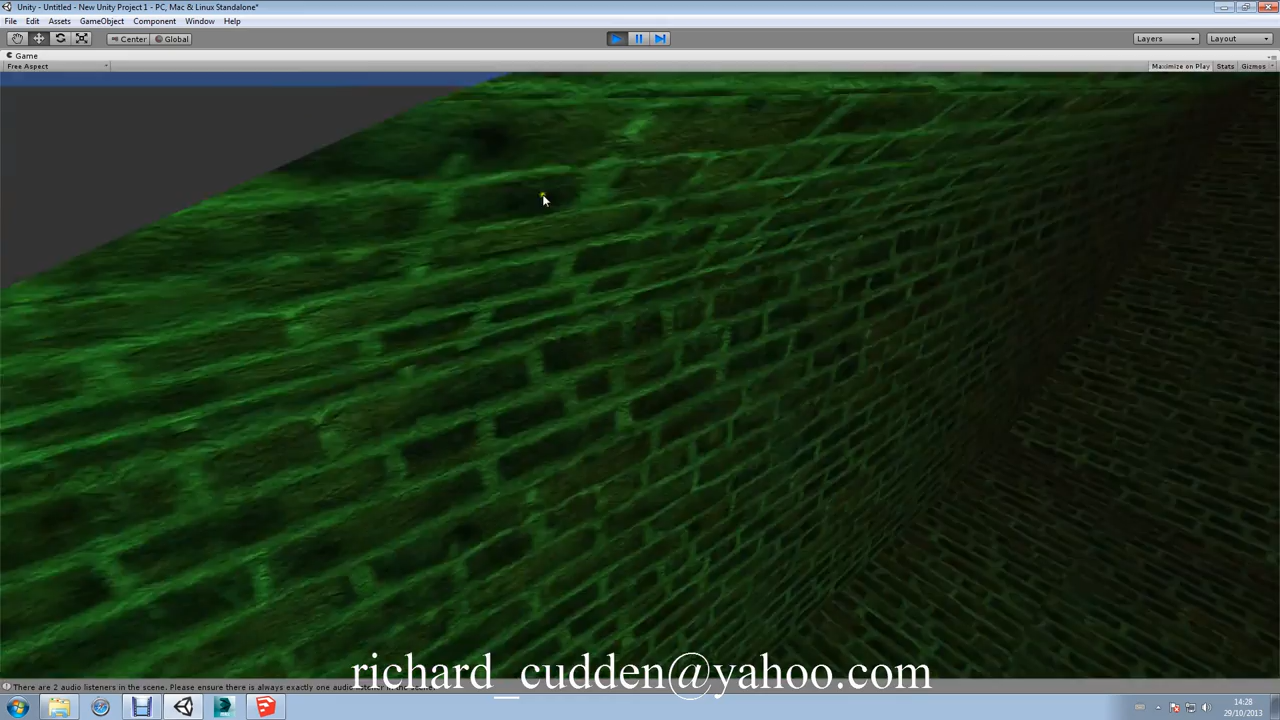 Unity - Untitled - New Unity Project 1 - PC, Mac & Linux Standalone*
File Edit Assets GameObject Component Window Help
Center Global Layers Layout
Game
Free Aspect Maximize on Play Stats Gizmos
richard_cudden@yahoo.com
There are 2 audio listeners in the scene. Please ensure there is always exactly one audio listener in the scene.
14:28
29/10/2013